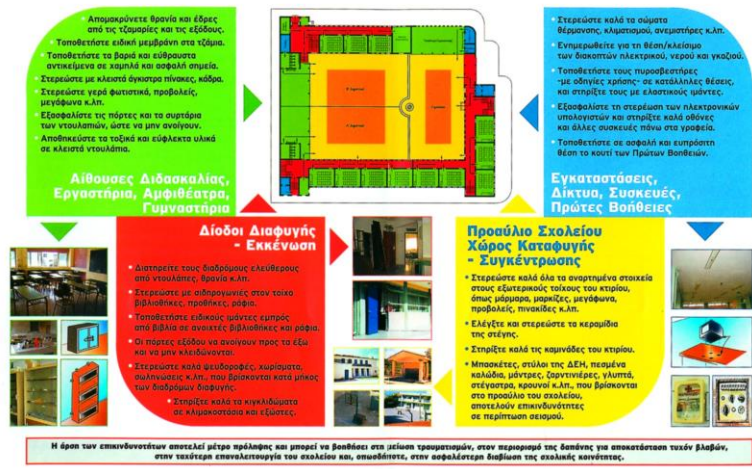 • Απομακρύνετε θρανία και έδρες
από τις τζαμαρίες και τις εξόδους.
• Τοποθετήστε ειδική μεμβράνη στα τζάμια.
• Τοποθετήστε τα βαριά και εύθραυστα
αντικείμενα σε χαμηλά και ασφαλή σημεία.
• Στερεώστε με κλειστά άγκιστρα πίνακες, κάδρα.
• Στερεώστε γερά φωτιστικά, προβολείς,
μεγάφωνα κ.λπ.
• Εξασφαλίστε τις πόρτες και τα συρτάρια
των ντουλαπιών, ώστε να μην ανοίγουν.
• Αποθηκεύστε τα τοξικά και εύφλεκτα υλικά
σε κλειστά ντουλάπια.
Αίθουσες Διδασκαλίας,
Εργαστήρια, Αμφιθέατρα,
Γυμναστήρια
• Στερεώστε καλά τα σώματα
θέρμανσης, κλιματισμού, ανεμιστήρες κ.λπ.
• Ενημερωθείτε για τη θέση/κλείσιμο
των διακοπτών ηλεκτρικού, νερού και γκαζιού.
• Τοποθετήστε τους πυροσβεστήρες
-με οδηγίες χρήσης- σε κατάλληλες θέσεις,
και στηρίξτε τους με ελαστικούς ιμάντες.
• Εξασφαλίστε τη στερέωση των ηλεκτρονικών
υπολογιστών και στηρίξτε καλά οθόνες
και άλλες συσκευές πάνω στα γραφεία.
• Τοποθετήστε σε ασφαλή και ευπρόσιτη
θέση το κουτί των Πρώτων Βοηθειών.
Εγκαταστάσεις,
Δίκτυα, Συσκευές,
Πρώτες Βοήθειες
Δίοδοι Διαφυγής
- Εκκένωση
• Διατηρείτε τους διαδρόμους ελεύθερους
από ντουλάπες, θρανία κ.λπ.
• Στερεώστε με σιδηρογωνιές στον τοίχο
βιβλιοθήκες, προθήκες, ράφια.
• Τοποθετήστε ειδικούς ιμάντες εμπρός
από βιβλία σε ανοιχτές βιβλιοθήκες και ράφια.
• Οι πόρτες εξόδου να ανοίγουν προς τα έξω
και να μην κλειδώνονται.
• Στερεώστε καλά ψευδοροφές, χωρίσματα,
σωληνώσεις κ.λπ., που βρίσκονται κατά μήκος
των διαδρόμων διαφυγής.
• Στηρίξτε καλά τα κιγκλιδώματα
σε κλιμακοστάσια και εξώστες.
Προαύλιο Σχολείου
Χώρος Καταφυγής
- Συγκέντρωσης
• Στερεώστε καλά όλα τα αναρτημένα στοιχεία
στους εξωτερικούς τοίχους του κτιρίου,
όπως μάρμαρα, μαρκίζες, μεγάφωνα,
προβολείς, πινακίδες κ.λπ.
• Ελέγξτε και στερεώστε τα κεραμίδια
της στέγης.
• Στηρίξτε καλά τις καμινάδες του κτιρίου.
• Μπασκέτες, στύλοι της ΔΕΗ, πεσμένα
καλώδια, μάντρες, ζαρντινιέρες, γλυπτά,
στέγαστρα, κρουνοί κ.λπ., που βρίσκονται
στο προαύλιο του σχολείου,
αποτελούν επικινδυνότητες
σε περίπτωση σεισμού.
Η άρση των επικινδυνοτήτων αποτελεί μέτρο πρόληψης και μπορεί να βοηθήσει στη μείωση τραυματισμών, στον περιορισμό της δαπάνης για αποκατάσταση τυχόν βλαβών,
στην ταχύτερη επαναλειτουργία του σχολείου και, οπωσδήποτε, στην ασφαλέστερη διαβίωση της σχολικής κοινότητας.